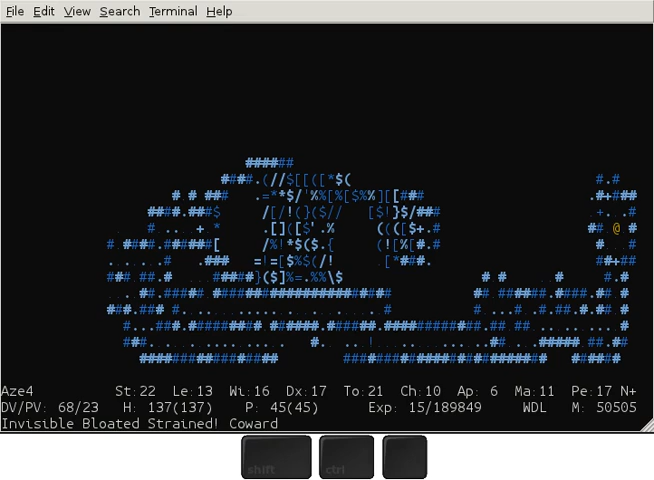 File Edit View Search Terminal Help
Aze4 St:22 Le:13 Wi:16 Dx:17 To:21 Ch:10 Ap: 6 Ma:11 Pe:17 N+
DV/PV: 68/23 H: 137(137) P: 45(45) Exp: 15/189849 WDL M: 50505
Invisible Bloated Strained! Coward
shift ctrl